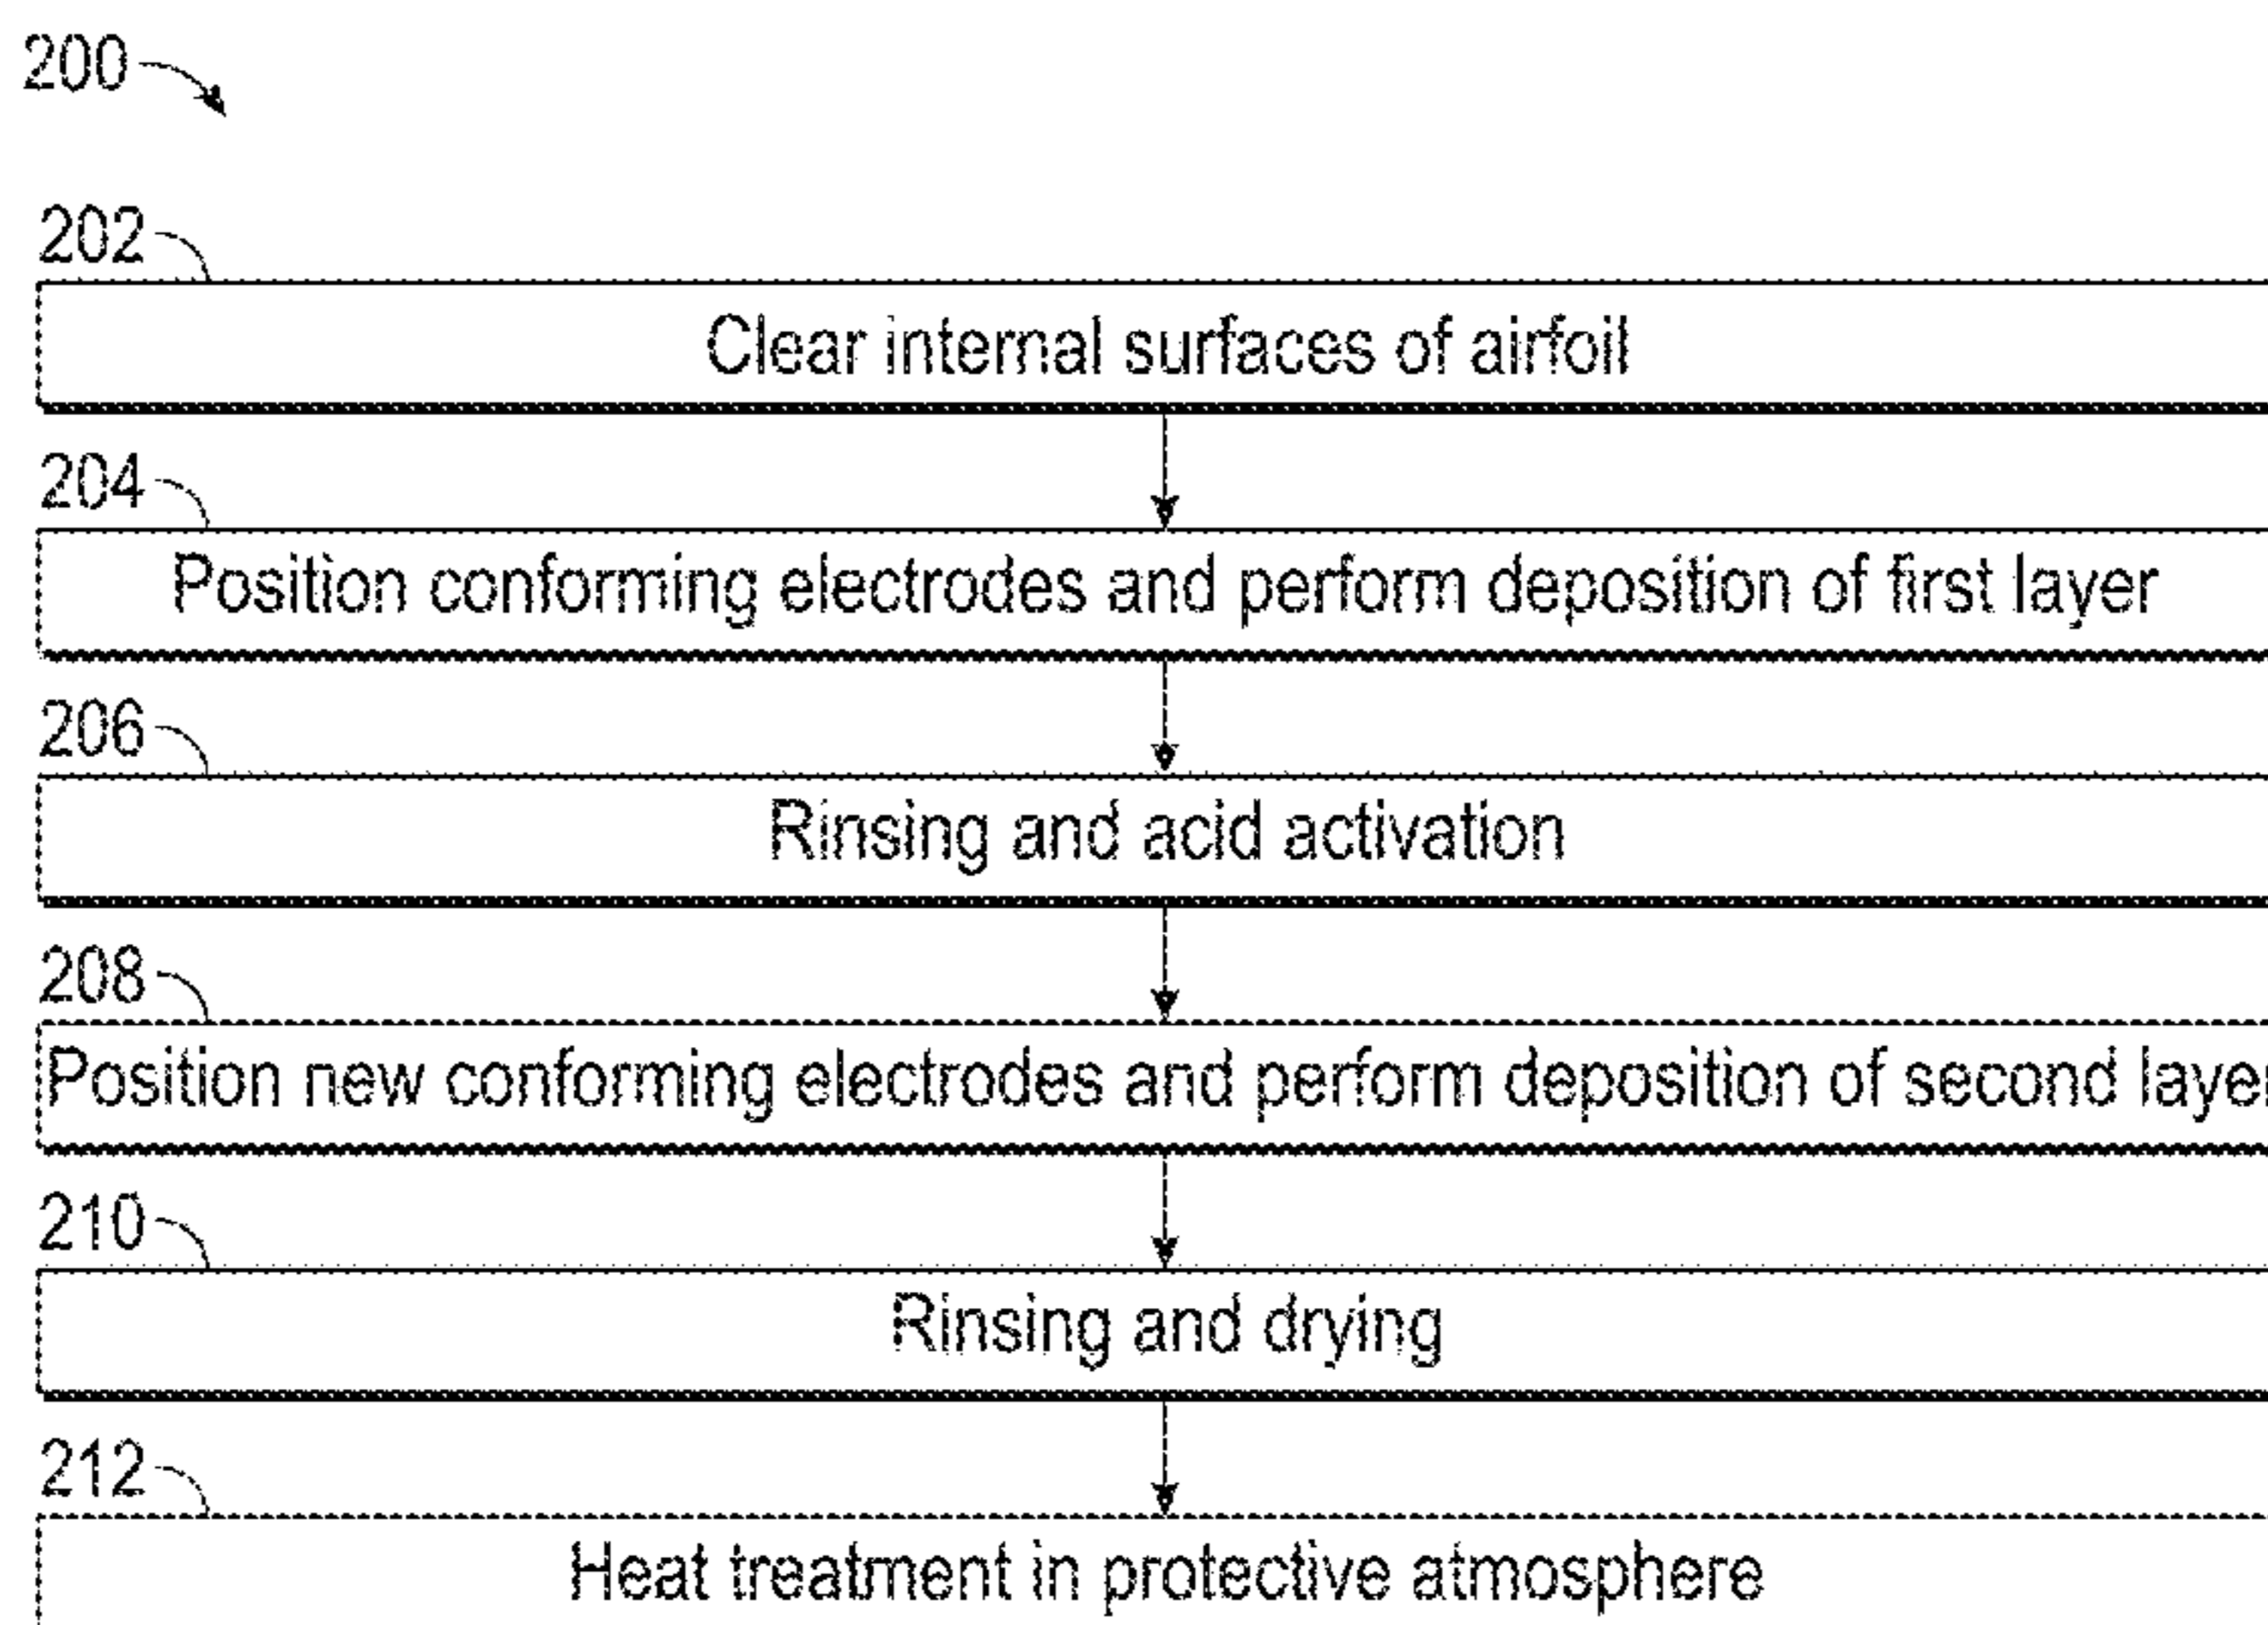 200
202
Clear internal surfaces of airfoil
204
Position conforming electrodes and perform deposition of first layer
206
Rinsing and acid activation
208
Position new conforming electrodes and perform deposition of second layer
210
Rinsing and drying
212
Heat treatment in protective atmosphere